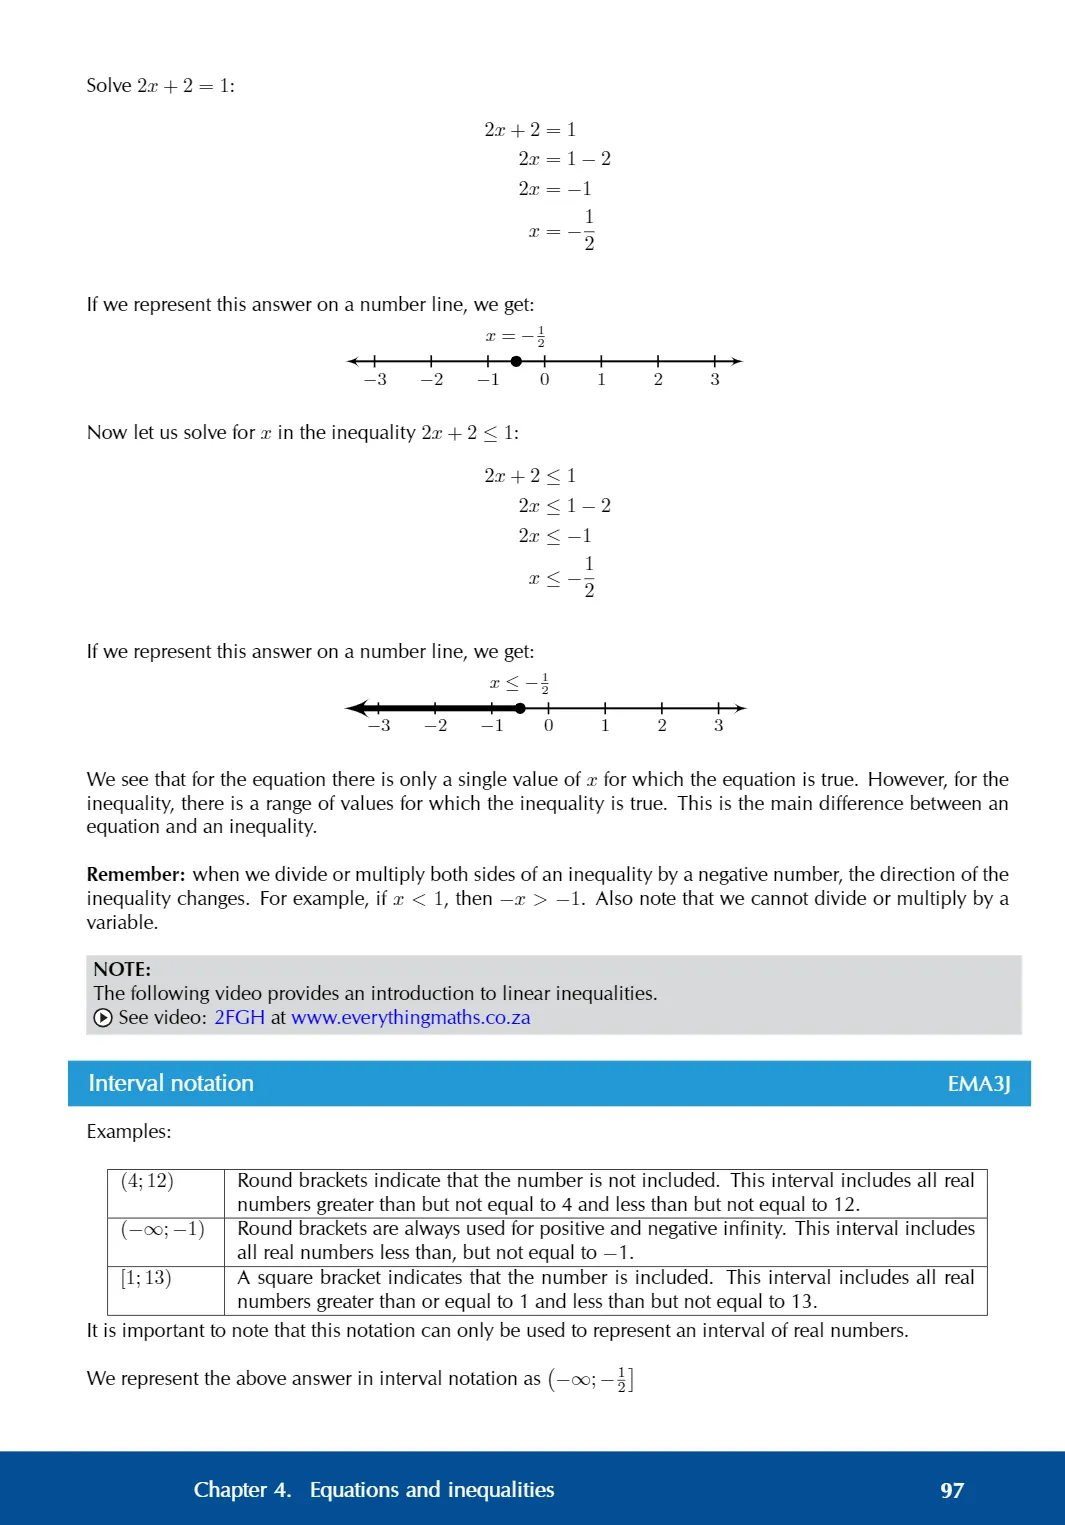 Solve 2x + 2 = 1:
2x + 2 = 1
2x = 1 − 2
2x = −1
x = −1/2
If we represent this answer on a number line, we get:
x = −1/2
−3 −2 −1 0 1 2 3
Now let us solve for x in the inequality 2x + 2 ≤ 1:
2x + 2 ≤ 1
2x ≤ 1 − 2
2x ≤ −1
x ≤ −1/2
If we represent this answer on a number line, we get:
x ≤ −1/2
−3 −2 −1 0 1 2 3
We see that for the equation there is only a single value of x for which the equation is true. However, for the
inequality, there is a range of values for which the inequality is true. This is the main difference between an
equation and an inequality.
Remember: when we divide or multiply both sides of an inequality by a negative number, the direction of the
inequality changes. For example, if x < 1, then −x > −1. Also note that we cannot divide or multiply by a
variable.
NOTE:
The following video provides an introduction to linear inequalities.
See video: 2FGH at www.everythingmaths.co.za
Interval notation EMA3J
Examples:
(4; 12) Round brackets indicate that the number is not included. This interval includes all real
numbers greater than but not equal to 4 and less than but not equal to 12.
(−∞; −1) Round brackets are always used for positive and negative infinity. This interval includes
all real numbers less than, but not equal to −1.
[1; 13) A square bracket indicates that the number is included. This interval includes all real
numbers greater than or equal to 1 and less than but not equal to 13.
It is important to note that this notation can only be used to represent an interval of real numbers.
We represent the above answer in interval notation as (−∞; −1/2]
Chapter 4. Equations and inequalities 97